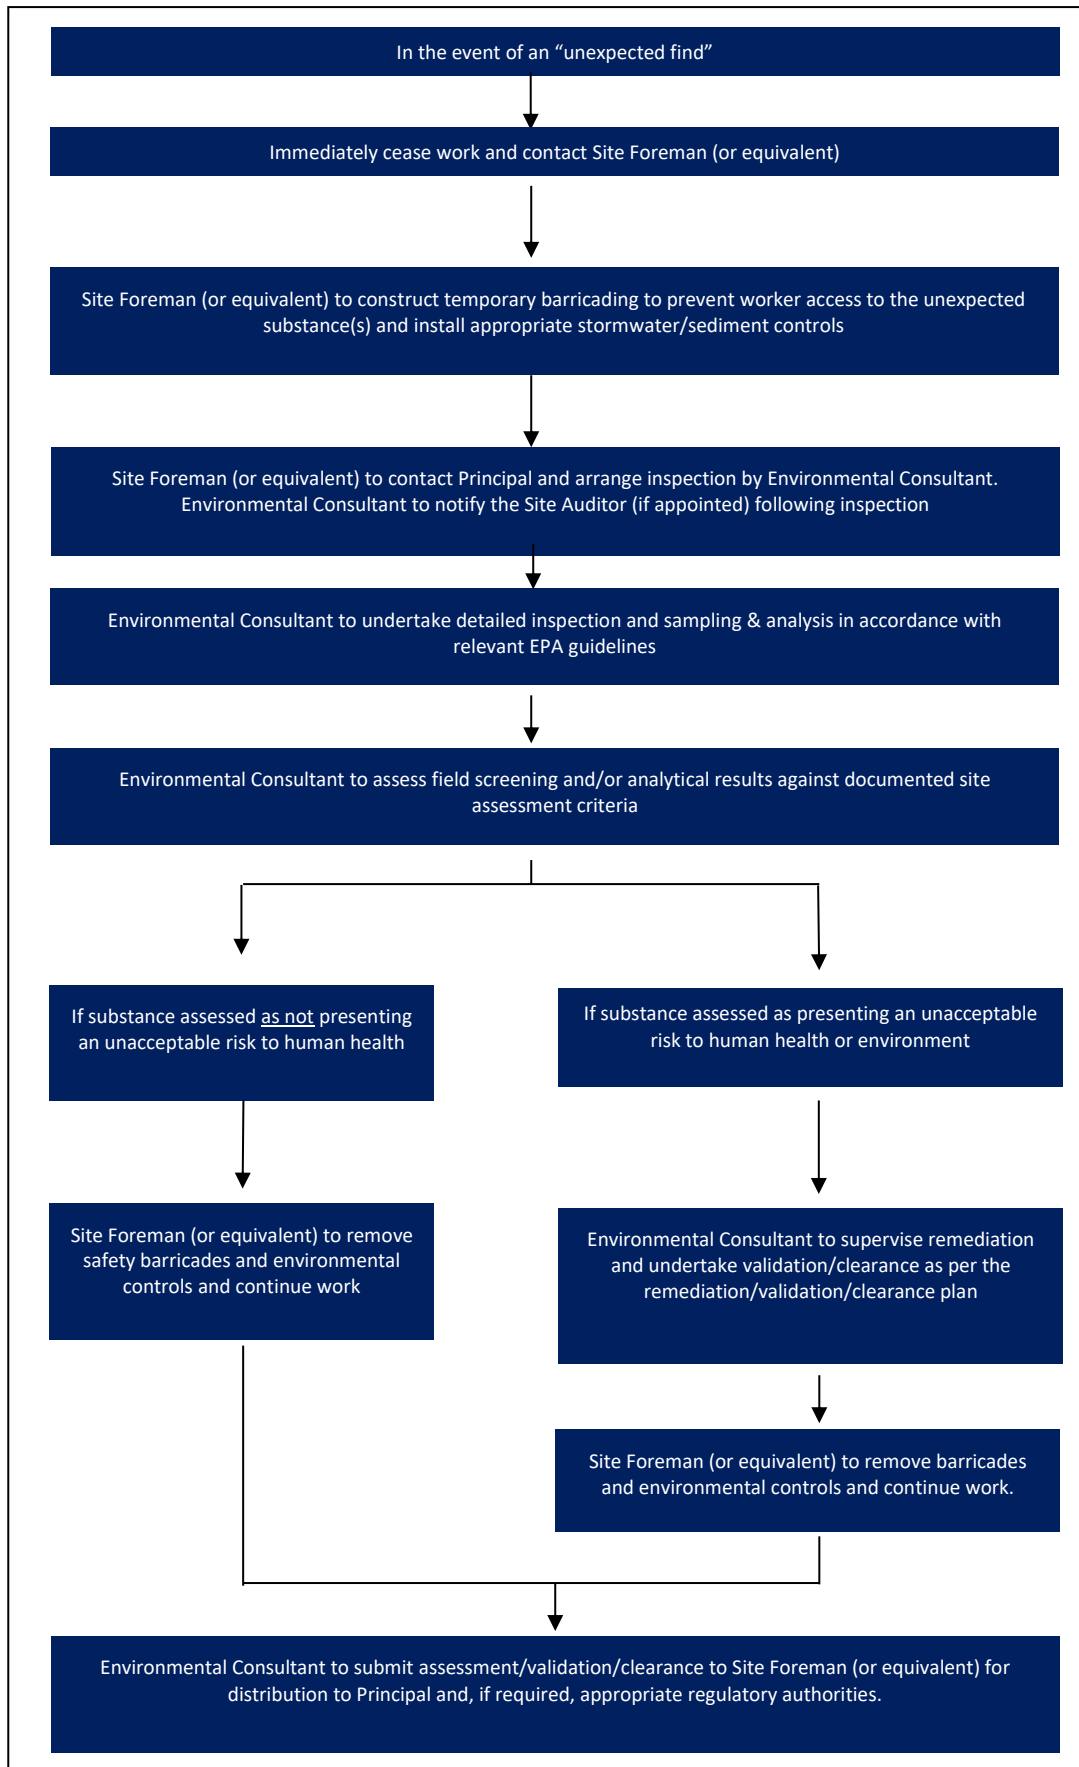 In the event of an “unexpected find”
Immediately cease work and contact Site Foreman (or equivalent)
Site Foreman (or equivalent) to construct temporary barricading to prevent worker access to the unexpected
substance(s) and install appropriate stormwater/sediment controls
Site Foreman (or equivalent) to contact Principal and arrange inspection by Environmental Consultant.
Environmental Consultant to notify the Site Auditor (if appointed) following inspection
Environmental Consultant to undertake detailed inspection and sampling & analysis in accordance with
relevant EPA guidelines
Environmental Consultant to assess field screening and/or analytical results against documented site
assessment criteria
If substance assessed as not presenting
an unacceptable risk to human health
If substance assessed as presenting an unacceptable
risk to human health or environment
Site Foreman (or equivalent) to remove
safety barricades and environmental
controls and continue work
Environmental Consultant to supervise remediation
and undertake validation/clearance as per the
remediation/validation/clearance plan
Site Foreman (or equivalent) to remove barricades
and environmental controls and continue work.
Environmental Consultant to submit assessment/validation/clearance to Site Foreman (or equivalent) for
distribution to Principal and, if required, appropriate regulatory authorities.